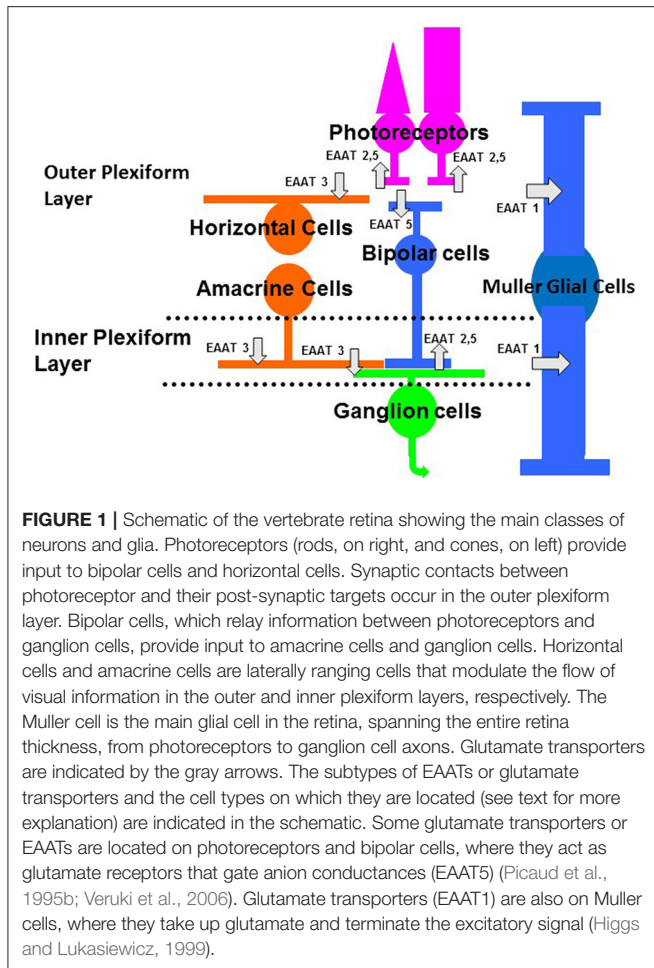 Photoreceptors
EAAT 2,5
EAAT 2,5
Outer Plexiform
Layer
EAAT 3
EAAT 5
EAAT 1
Horizontal Cells
Bipolar cells
Amacrine Cells
Muller Glial Cells
Inner Plexiform
Layer
EAAT 3
EAAT 3
EAAT 2,5
EAAT 1
Ganglion cells
FIGURE 1 | Schematic of the vertebrate retina showing the main classes of
neurons and glia. Photoreceptors (rods, on right, and cones, on left) provide
input to bipolar cells and horizontal cells. Synaptic contacts between
photoreceptor and their post-synaptic targets occur in the outer plexiform
layer. Bipolar cells, which relay information between photoreceptors and
ganglion cells, provide input to amacrine cells and ganglion cells. Horizontal
cells and amacrine cells are laterally ranging cells that modulate the flow of
visual information in the outer and inner plexiform layers, respectively. The
Muller cell is the main glial cell in the retina, spanning the entire retina
thickness, from photoreceptors to ganglion cell axons. Glutamate transporters
are indicated by the gray arrows. The subtypes of EAATs or glutamate
transporters and the cell types on which they are located (see text for more
explanation) are indicated in the schematic. Some glutamate transporters or
EAATs are located on photoreceptors and bipolar cells, where they act as
glutamate receptors that gate anion conductances (EAAT5) (Picaud et al.,
1995b; Veruki et al., 2006). Glutamate transporters (EAAT1) are also on Muller
cells, where they take up glutamate and terminate the excitatory signal (Higgs
and Lukasiewicz, 1999).